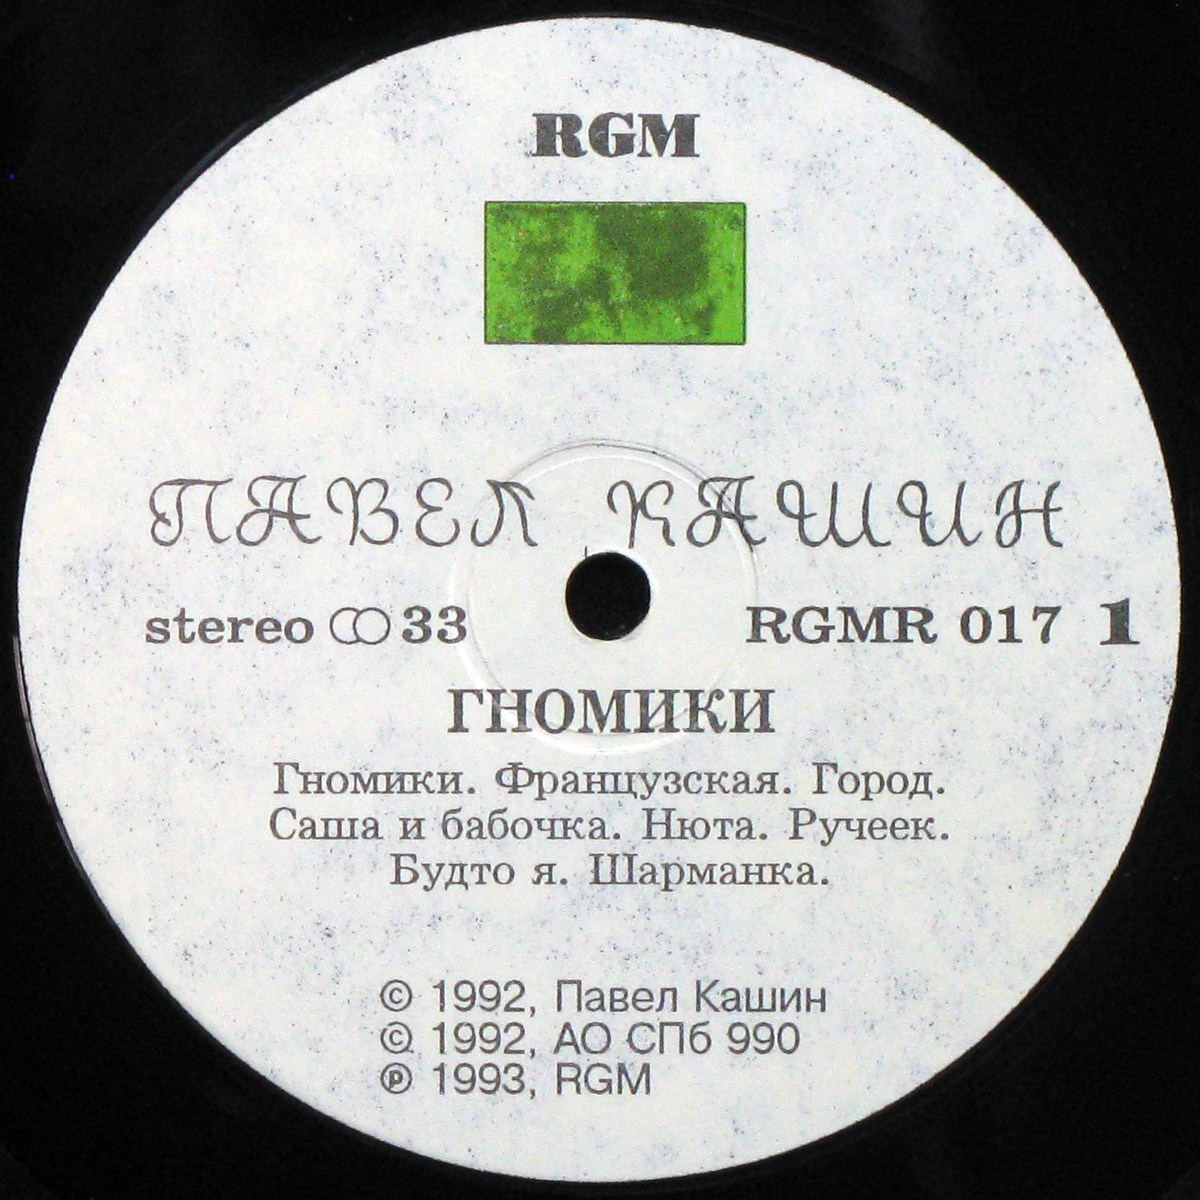 RGM
ПАВЕЛ КАШИН
stereo 33 RGMR 017 1
ГНОМИКИ
Гномики. Французская. Город.
Саша и бабочка. Нюта. Ручеек.
Будто я. Шарманка.
© 1992, Павел Кашин
© 1992, АО СПб 990
℗ 1993, RGM